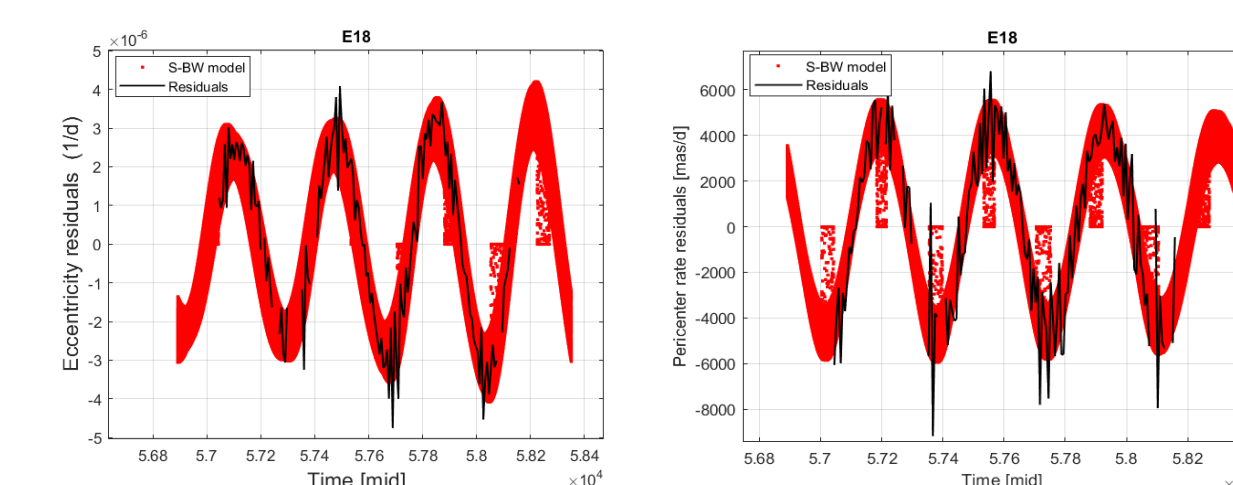 E18
×10-6
5
4
3
2
1
0
-1
-2
-3
-4
-5
Eccentricity residuals (1/d)
S-BW model
Residuals
5.68 5.7 5.72 5.74 5.76 5.78 5.8 5.82 5.84
Time [mjd]
×10⁴
E18
6000
4000
2000
0
-2000
-4000
-6000
-8000
Pericenter rate residuals [mas/d]
S-BW model
Residuals
5.68 5.7 5.72 5.74 5.76 5.78 5.8 5.82
Time [mjd]